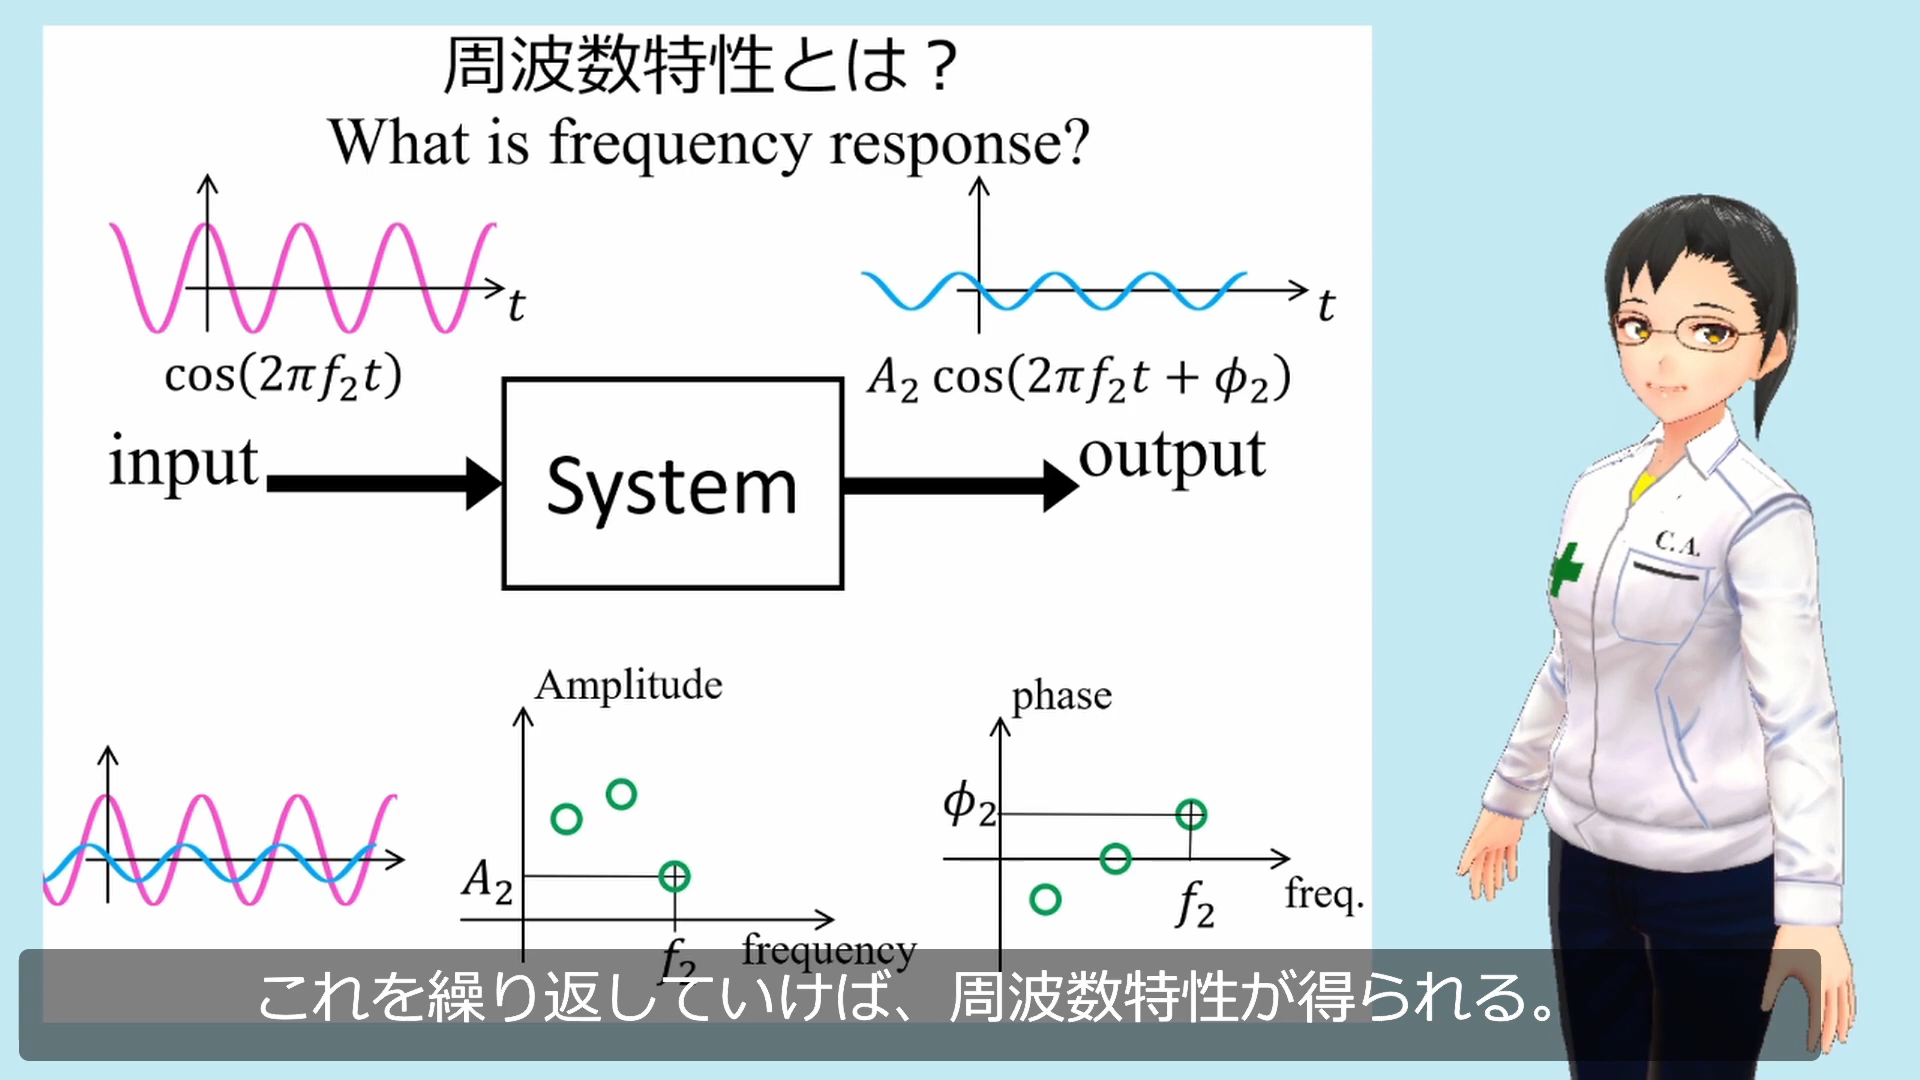 周波数特性とは？
What is frequency response?
t
t
cos(2πf₂t)
A₂ cos(2πf₂t + ϕ₂)
input
System
output
C.A.
Amplitude
A₂
f₂
frequency
phase
ϕ₂
f₂
freq.
これを繰り返していけば、周波数特性が得られる。